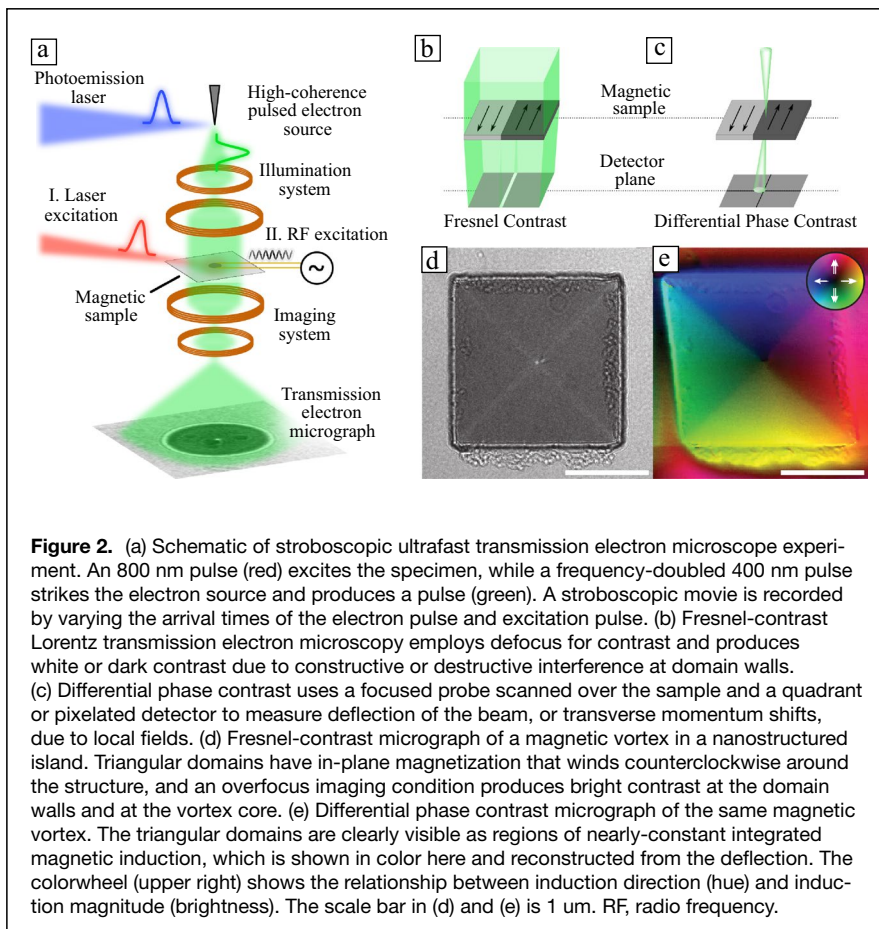 a
Photoemission
laser
High-coherence
pulsed electron
source
Illumination
system
I. Laser
excitation
II. RF excitation
~
Magnetic
sample
Imaging
system
Transmission
electron
micrograph
b
c
Magnetic
sample
Detector
plane
Fresnel Contrast
Differential Phase Contrast
d
e
Figure 2. (a) Schematic of stroboscopic ultrafast transmission electron microscope experi-
ment. An 800 nm pulse (red) excites the specimen, while a frequency-doubled 400 nm pulse
strikes the electron source and produces a pulse (green). A stroboscopic movie is recorded
by varying the arrival times of the electron pulse and excitation pulse. (b) Fresnel-contrast
Lorentz transmission electron microscopy employs defocus for contrast and produces
white or dark contrast due to constructive or destructive interference at domain walls.
(c) Differential phase contrast uses a focused probe scanned over the sample and a quadrant
or pixelated detector to measure deflection of the beam, or transverse momentum shifts,
due to local fields. (d) Fresnel-contrast micrograph of a magnetic vortex in a nanostructured
island. Triangular domains have in-plane magnetization that winds counterclockwise around
the structure, and an overfocus imaging condition produces bright contrast at the domain
walls and at the vortex core. (e) Differential phase contrast micrograph of the same magnetic
vortex. The triangular domains are clearly visible as regions of nearly-constant integrated
magnetic induction, which is shown in color here and reconstructed from the deflection. The
colorwheel (upper right) shows the relationship between induction direction (hue) and induc-
tion magnitude (brightness). The scale bar in (d) and (e) is 1 um. RF, radio frequency.